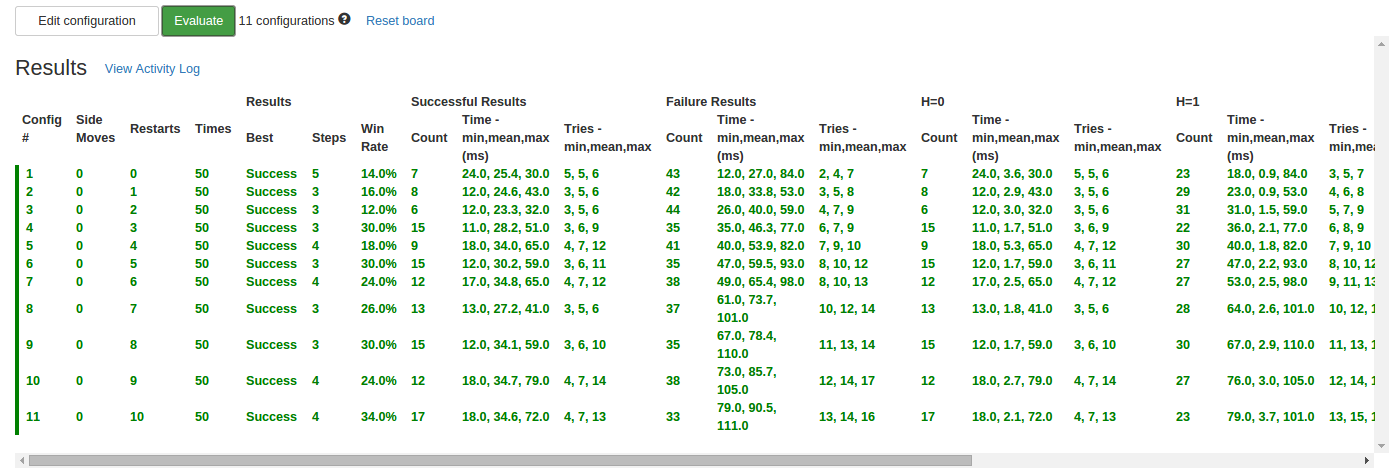 Edit configuration Evaluate 11 configurations ? Reset board
Results View Activity Log
Results Successful Results Failure Results H=0 H=1
Config # Side Moves Restarts Times Best Steps Win Rate Count Time - min,mean,max (ms) Tries - min,mean,max Count Time - min,mean,max (ms) Tries - min,mean,max Count Time - min,mean,max (ms) Tries - min,mean,max Count Time - min,mean,max (ms) Tries -
1 0 0 50 Success 5 14.0% 7 24.0, 25.4, 30.0 5, 5, 6 43 12.0, 27.0, 84.0 2, 4, 7 7 24.0, 3.6, 30.0 5, 5, 6 23 18.0, 0.9, 84.0 3, 5, 7
2 0 1 50 Success 3 16.0% 8 12.0, 24.6, 43.0 3, 5, 6 42 18.0, 33.8, 53.0 3, 5, 8 8 12.0, 2.9, 43.0 3, 5, 6 29 23.0, 0.9, 53.0 4, 6, 8
3 0 2 50 Success 3 12.0% 6 12.0, 23.3, 32.0 3, 5, 6 44 26.0, 40.0, 59.0 4, 7, 9 6 12.0, 3.0, 32.0 3, 5, 6 31 31.0, 1.5, 59.0 5, 7, 9
4 0 3 50 Success 3 30.0% 15 11.0, 28.2, 51.0 3, 6, 9 35 35.0, 46.3, 77.0 6, 7, 9 15 11.0, 1.7, 51.0 3, 6, 9 22 36.0, 2.1, 77.0 6, 8, 9
5 0 4 50 Success 4 18.0% 9 18.0, 34.0, 65.0 4, 7, 12 41 40.0, 53.9, 82.0 7, 9, 10 9 18.0, 5.3, 65.0 4, 7, 12 30 40.0, 1.8, 82.0 7, 9, 10
6 0 5 50 Success 3 30.0% 15 12.0, 30.2, 59.0 3, 6, 11 35 47.0, 59.5, 93.0 8, 10, 12 15 12.0, 1.7, 59.0 3, 6, 11 27 47.0, 2.2, 93.0 8, 10, 12
7 0 6 50 Success 4 24.0% 12 17.0, 34.8, 65.0 4, 7, 12 38 49.0, 65.4, 98.0 8, 10, 13 12 17.0, 2.5, 65.0 4, 7, 12 27 53.0, 2.5, 98.0 9, 11, 13
8 0 7 50 Success 3 26.0% 13 13.0, 27.2, 41.0 3, 5, 6 37 61.0, 73.7, 101.0 10, 12, 14 13 13.0, 1.8, 41.0 3, 5, 6 28 64.0, 2.6, 101.0 10, 12,
9 0 8 50 Success 3 30.0% 15 12.0, 34.1, 59.0 3, 6, 10 35 67.0, 78.4, 110.0 11, 13, 14 15 12.0, 1.7, 59.0 3, 6, 10 30 67.0, 2.9, 110.0 11, 13,
10 0 9 50 Success 4 24.0% 12 18.0, 34.7, 79.0 4, 7, 14 38 73.0, 85.7, 105.0 12, 14, 17 12 18.0, 2.7, 79.0 4, 7, 14 27 76.0, 3.0, 105.0 12, 14,
11 0 10 50 Success 4 34.0% 17 18.0, 34.6, 72.0 4, 7, 13 33 79.0, 90.5, 111.0 13, 14, 16 17 18.0, 2.1, 72.0 4, 7, 13 23 79.0, 3.7, 101.0 13, 15,